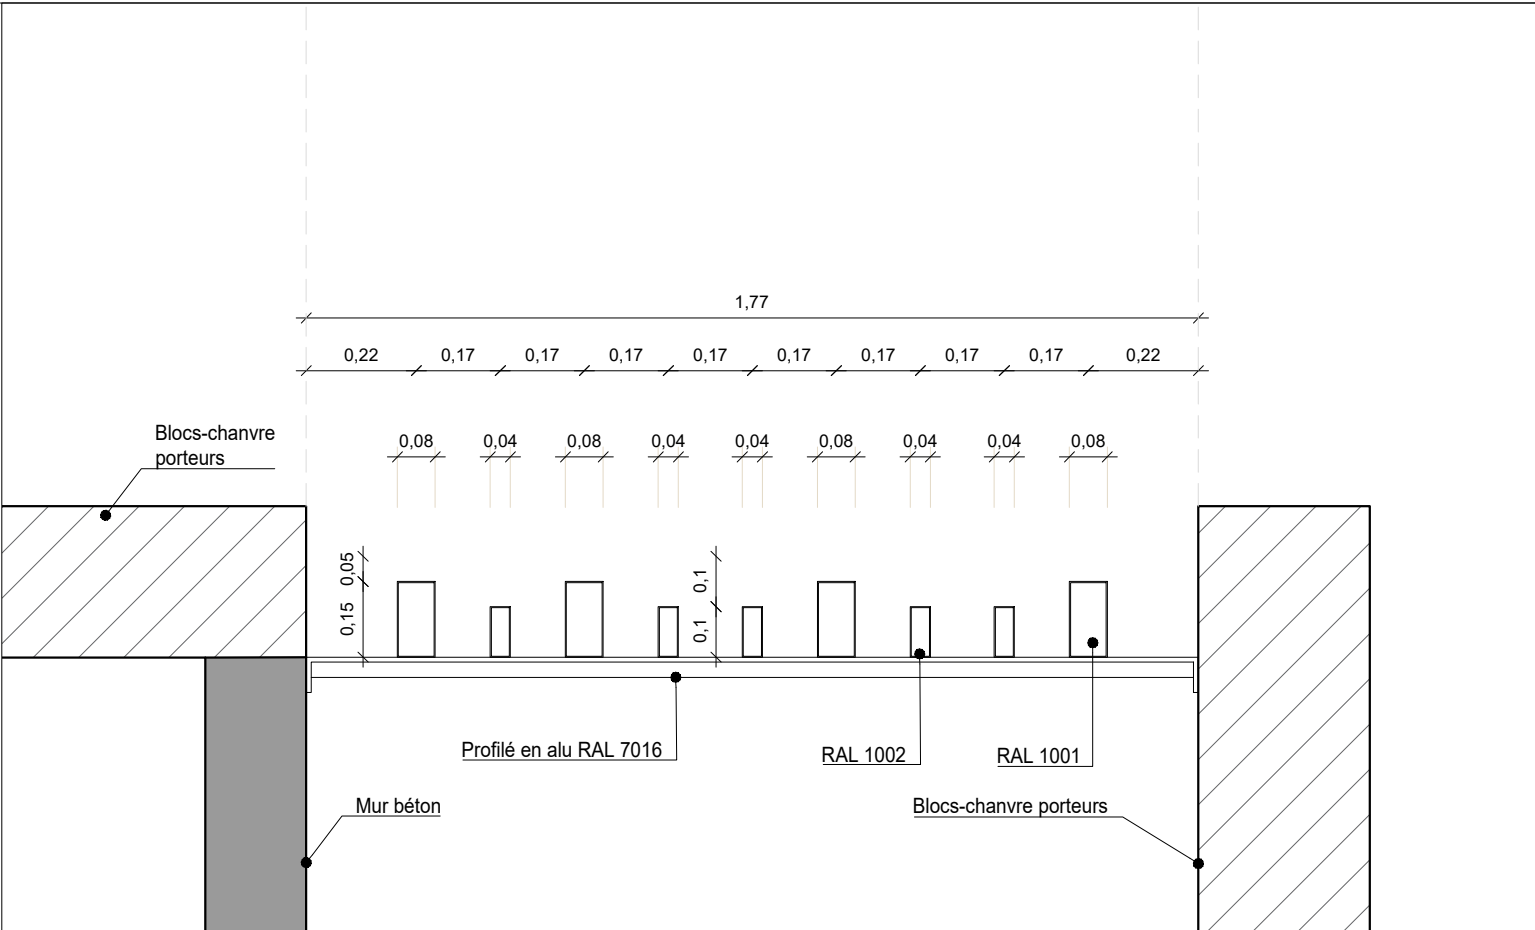 1,77
0,22 0,17 0,17 0,17 0,17 0,17 0,17 0,17 0,17 0,22
Blocs-chanvre
porteurs
0,08 0,04 0,08 0,04 0,04 0,08 0,04 0,04 0,08
0,05
0,15
0,1
0,1
Profilé en alu RAL 7016
RAL 1002
RAL 1001
Mur béton
Blocs-chanvre porteurs